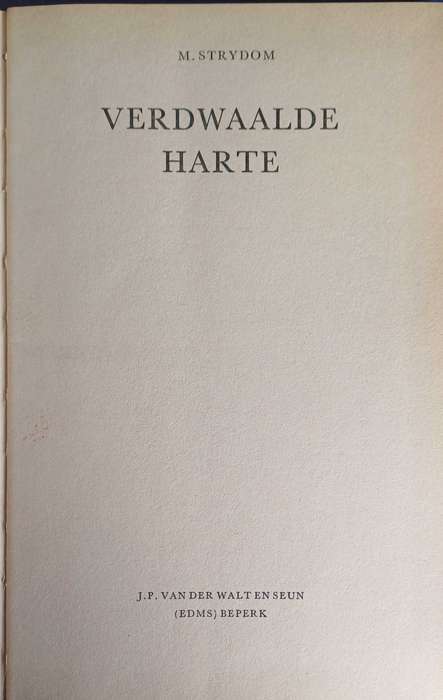 M. STRYDOM
VERDWAALDE
HARTE
J.P. VAN DER WALT EN SEUN
(EDMS) BEPERK